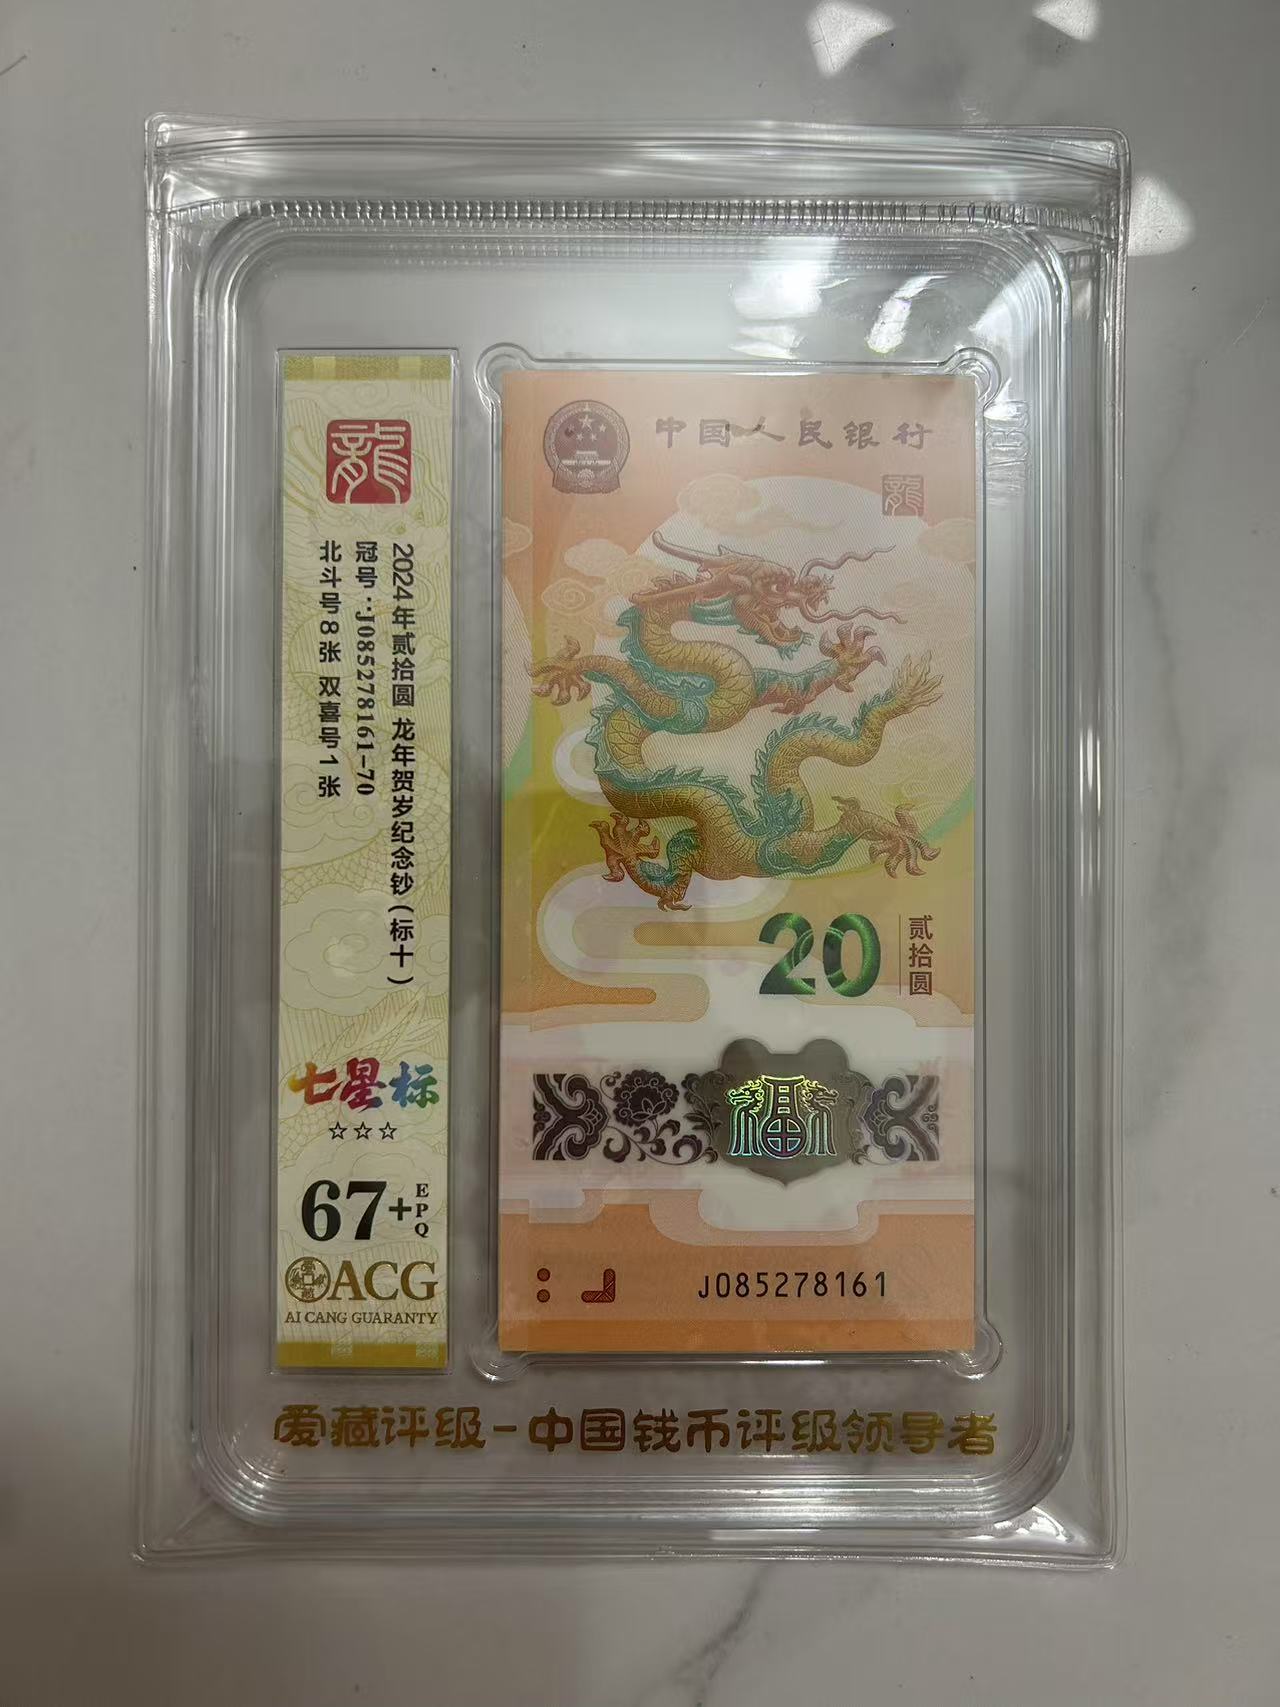 龍
2024年贰拾圆 龙年贺岁纪念钞(标十)
冠号:J085278161-70
北斗号8张 双喜号1张
七星标
☆☆☆
67+EPQ
ACG
AI CANG GUARANTY
中国人民银行
龍
20
贰拾圆
福
J085278161
爱藏评级-中国钱币评级领导者